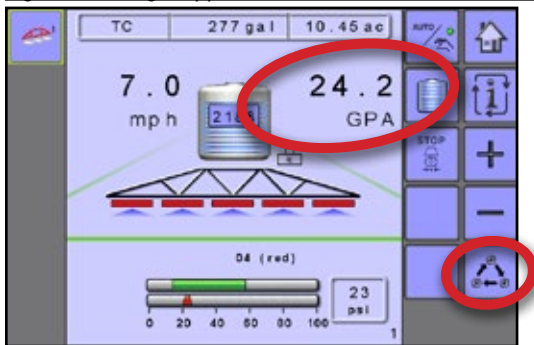 TC 277 gal 10.45 ac
AUTO
7.0 24.2
mph GPA
STOP
04 (red)
23
psi
0 20 40 60 80 100
1